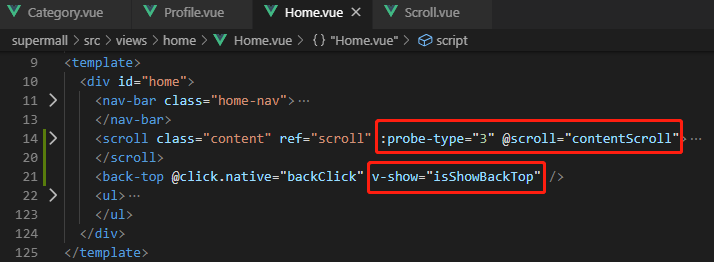 Category.vue Profile.vue Home.vue × Scroll.vue
supermall > src > views > home > Home.vue > {} "Home.vue" > script
9 <template>
10 <div id="home">
11 <nav-bar class="home-nav">…
13 </nav-bar>
14 <scroll class="content" ref="scroll" :probe-type="3" @scroll="contentScroll">…
20 </scroll>
21 <back-top @click.native="backClick" v-show="isShowBackTop" />
22 <ul>…
123 </ul>
124 </div>
125 </template>